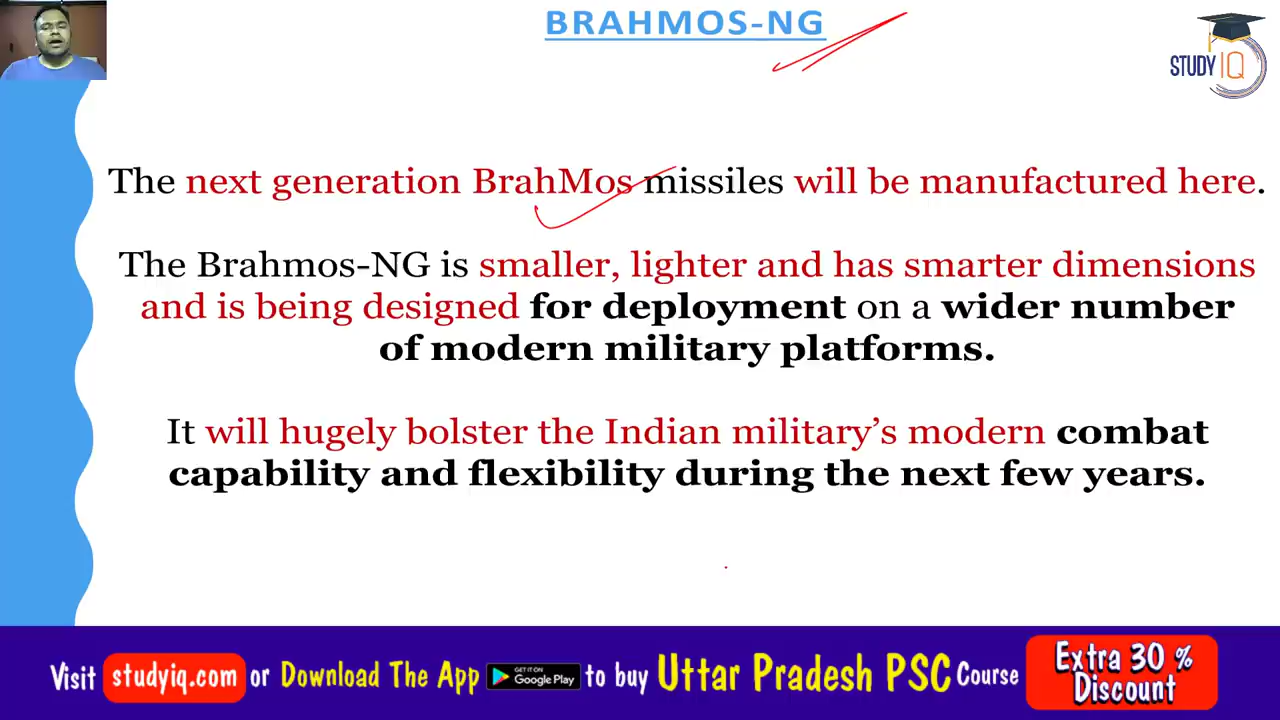 BRAHMOS-NG
STUDY IQ
The next generation BrahMos missiles will be manufactured here.
The Brahmos-NG is smaller, lighter and has smarter dimensions
and is being designed for deployment on a wider number
of modern military platforms.
It will hugely bolster the Indian military’s modern combat
capability and flexibility during the next few years.
Visit studyiq.com or Download The App GET IT ON Google Play to buy Uttar Pradesh PSC Course
Extra 30 %
Discount